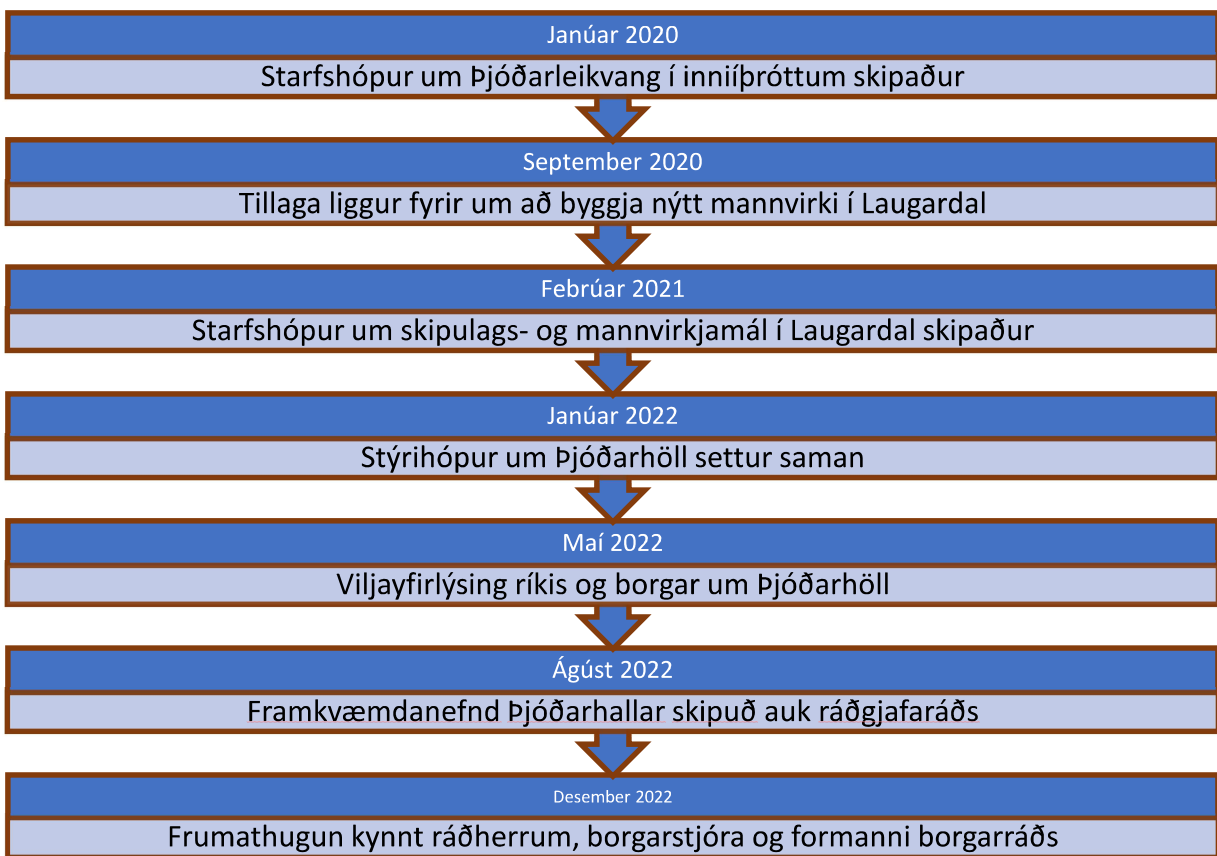 Janúar 2020
Starfshópur um Þjóðarleikvang í inniíþróttum skipaður
September 2020
Tillaga liggur fyrir um að byggja nýtt mannvirki í Laugardal
Febrúar 2021
Starfshópur um skipulags- og mannvirkjamál í Laugardal skipaður
Janúar 2022
Stýrihópur um Þjóðarhöll settur saman
Maí 2022
Viljayfirlýsing ríkis og borgar um Þjóðarhöll
Ágúst 2022
Framkvæmdanefnd Þjóðarhallar skipuð auk ráðgjafaráðs
Desember 2022
Frumathugun kynnt ráðherrum, borgarstjóra og formanni borgarráðs